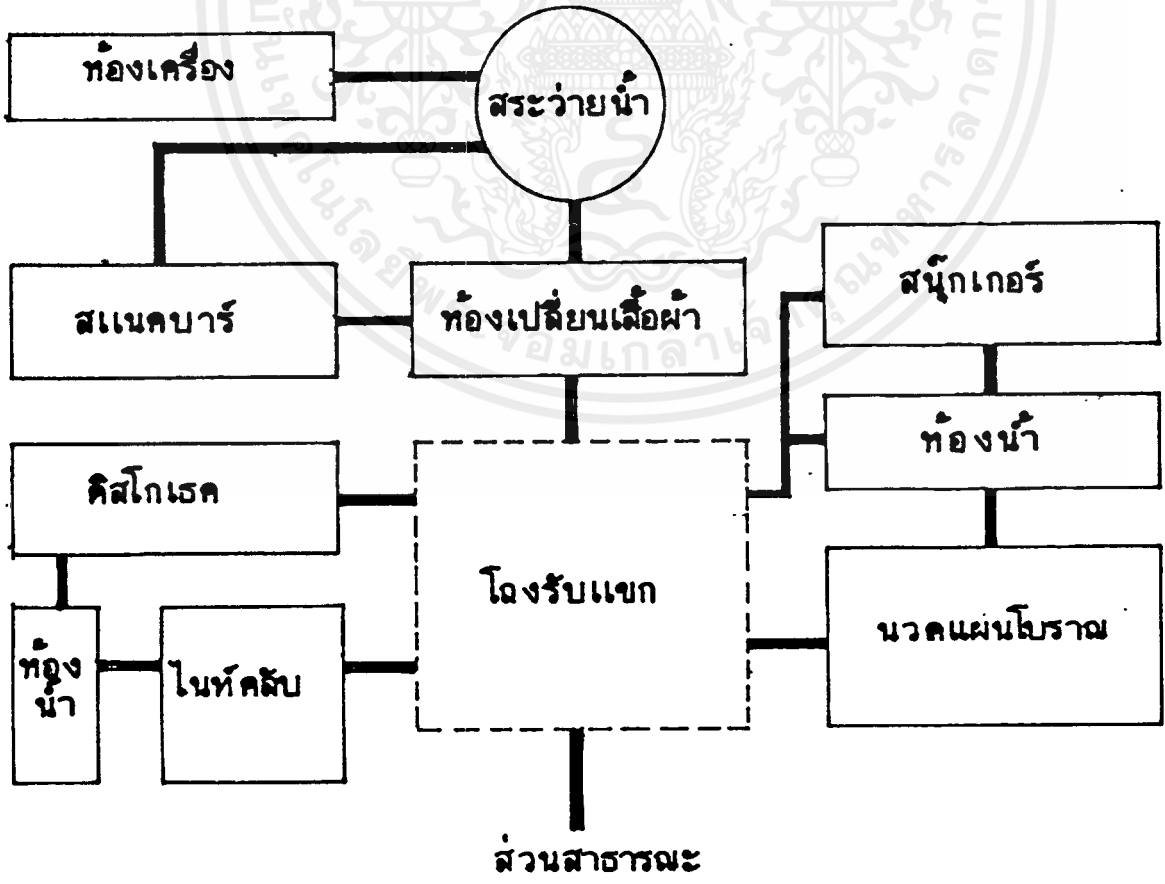 ห้องเครื่อง
สระว่ายน้ำ
สแนคบาร์
ห้องเปลี่ยนเสื้อผ้า
สนุ๊กเกอร์
ห้องน้ำ
ดิสโกเธค
โถงรับแขก
นวดแผ่นโบราณ
ห้อง
น้ำ
ไนท์คลับ
ส่วนสาธารณะ